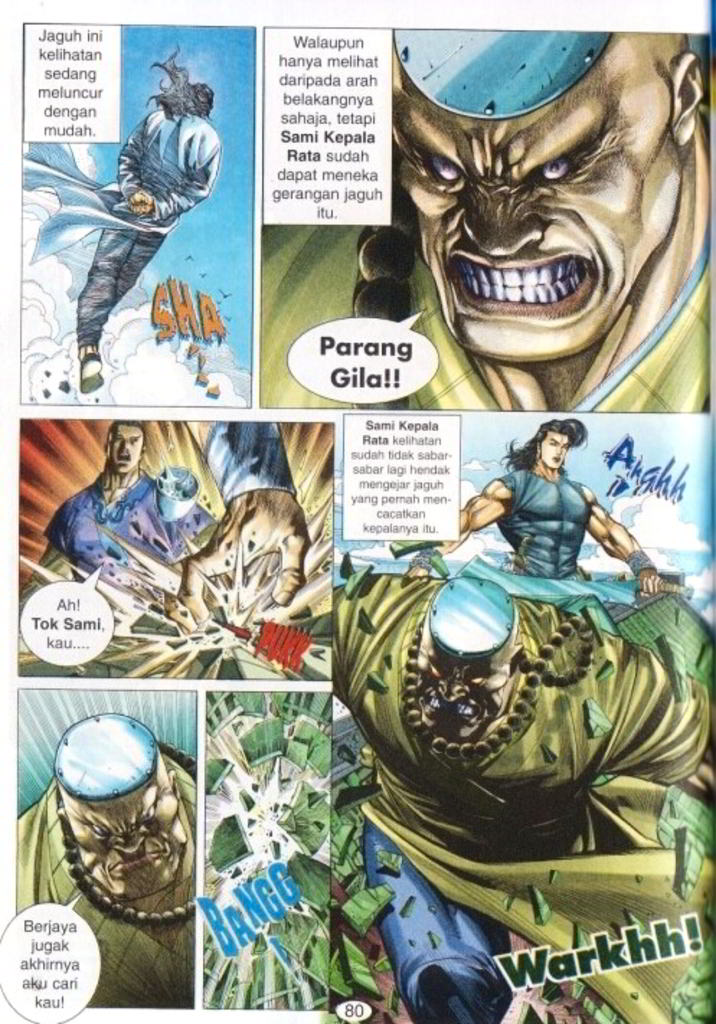 Jaguh ini
kelihatan
sedang
meluncur
dengan
mudah.
SHA
Walaupun
hanya melihat
daripada arah
belakangnya
sahaja, tetapi
Sami Kepala
Rata sudah
dapat meneka
gerangan jaguh
itu.
Parang
Gila!!
Ah!
Tok Sami,
kau....
Sami Kepala
Rata kelihatan
sudah tidak sabar-
sabar lagi hendak
mengejar jaguh
yang pernah men-
cacatkan
kepalanya itu.
Berjaya
jugak
akhirnya
aku cari
kau!
BANGG
!
Warkhh!
80